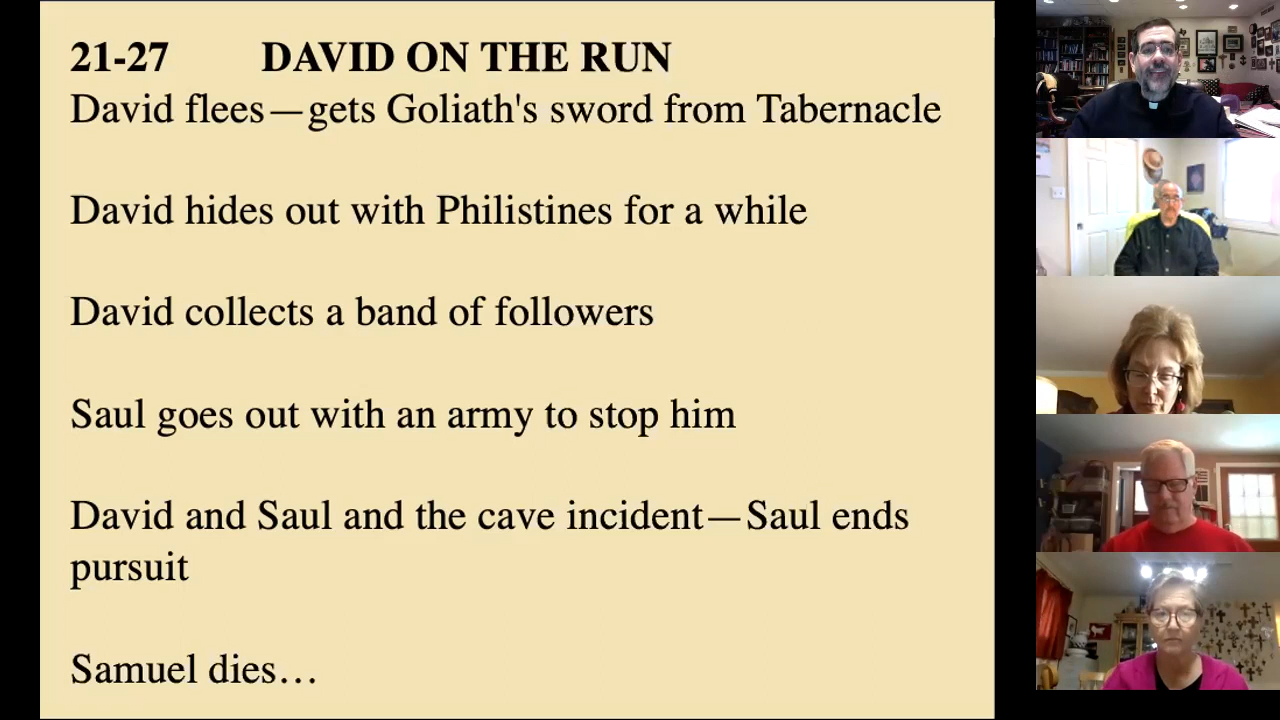 21-27 DAVID ON THE RUN
David flees—gets Goliath's sword from Tabernacle
David hides out with Philistines for a while
David collects a band of followers
Saul goes out with an army to stop him
David and Saul and the cave incident—Saul ends
pursuit
Samuel dies…